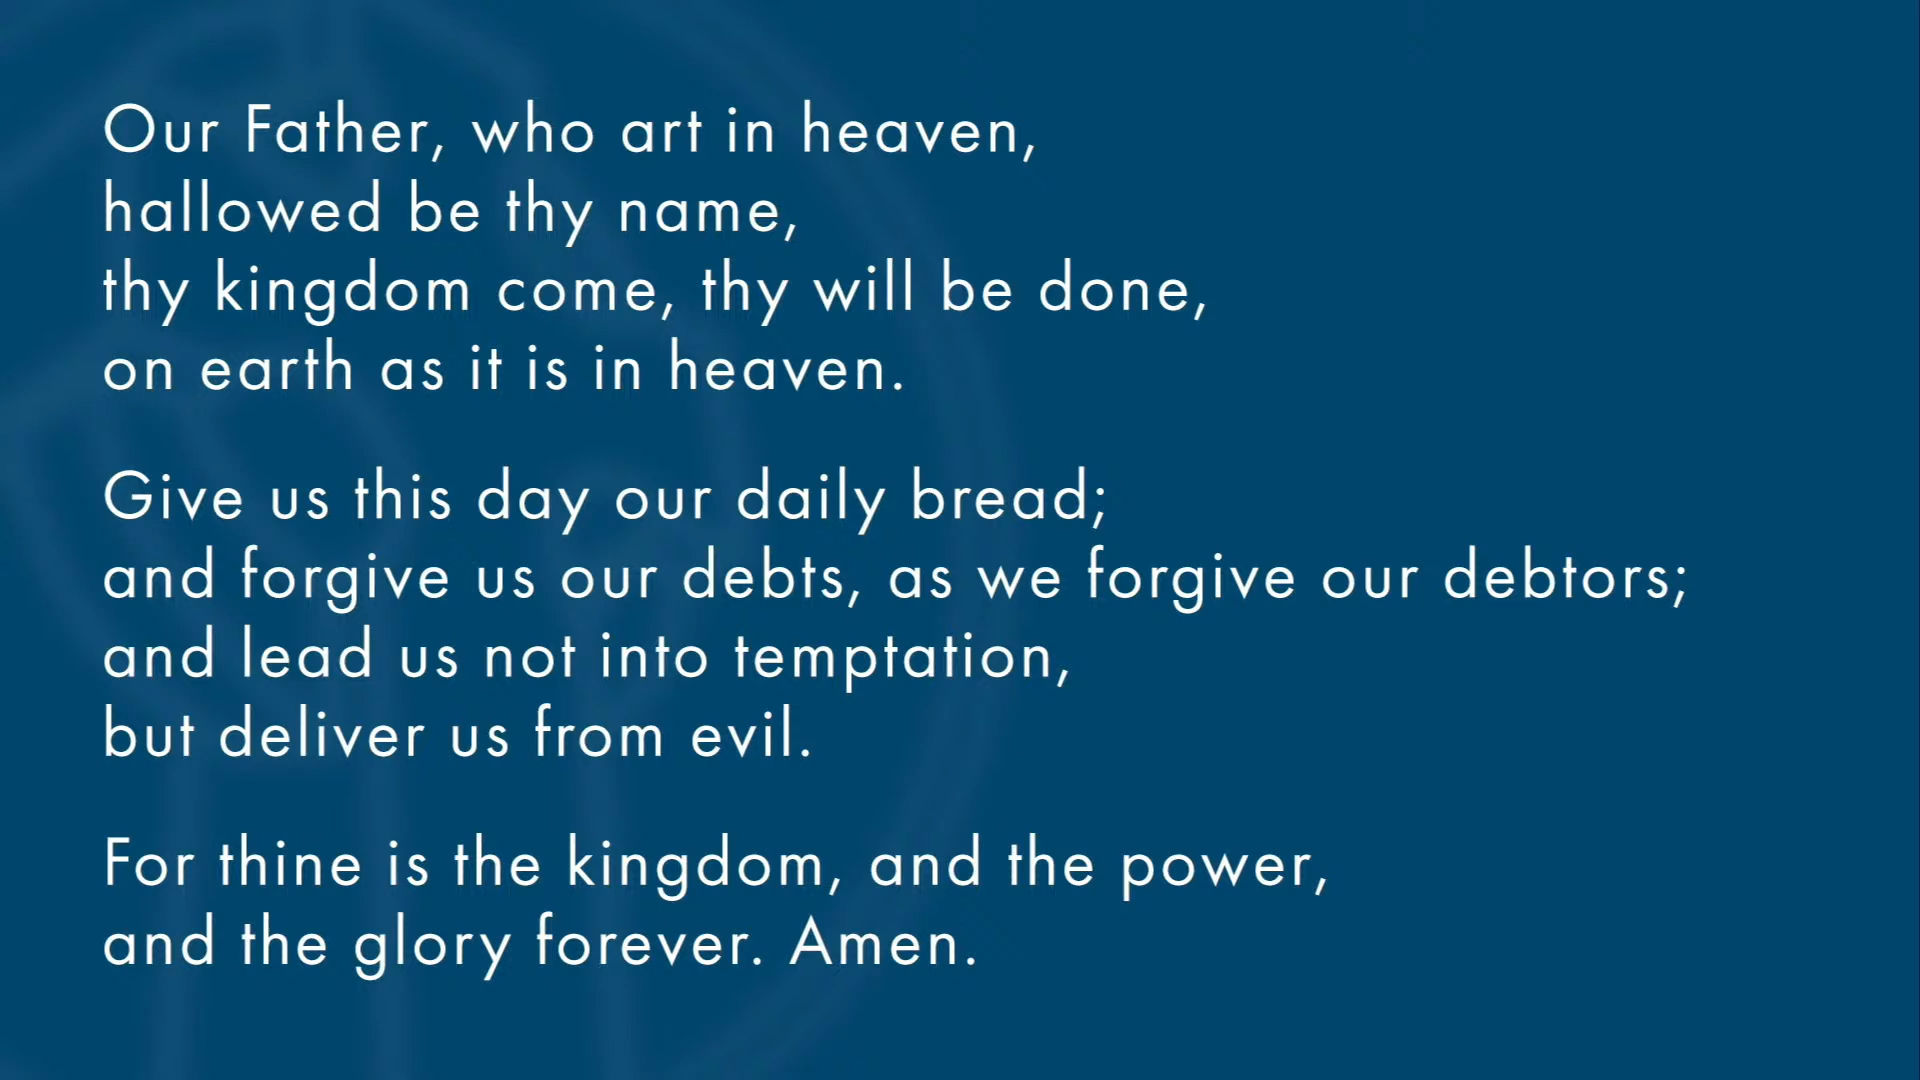 Our Father, who art in heaven,
hallowed be thy name,
thy kingdom come, thy will be done,
on earth as it is in heaven.
Give us this day our daily bread;
and forgive us our debts, as we forgive our debtors;
and lead us not into temptation,
but deliver us from evil.
For thine is the kingdom, and the power,
and the glory forever. Amen.